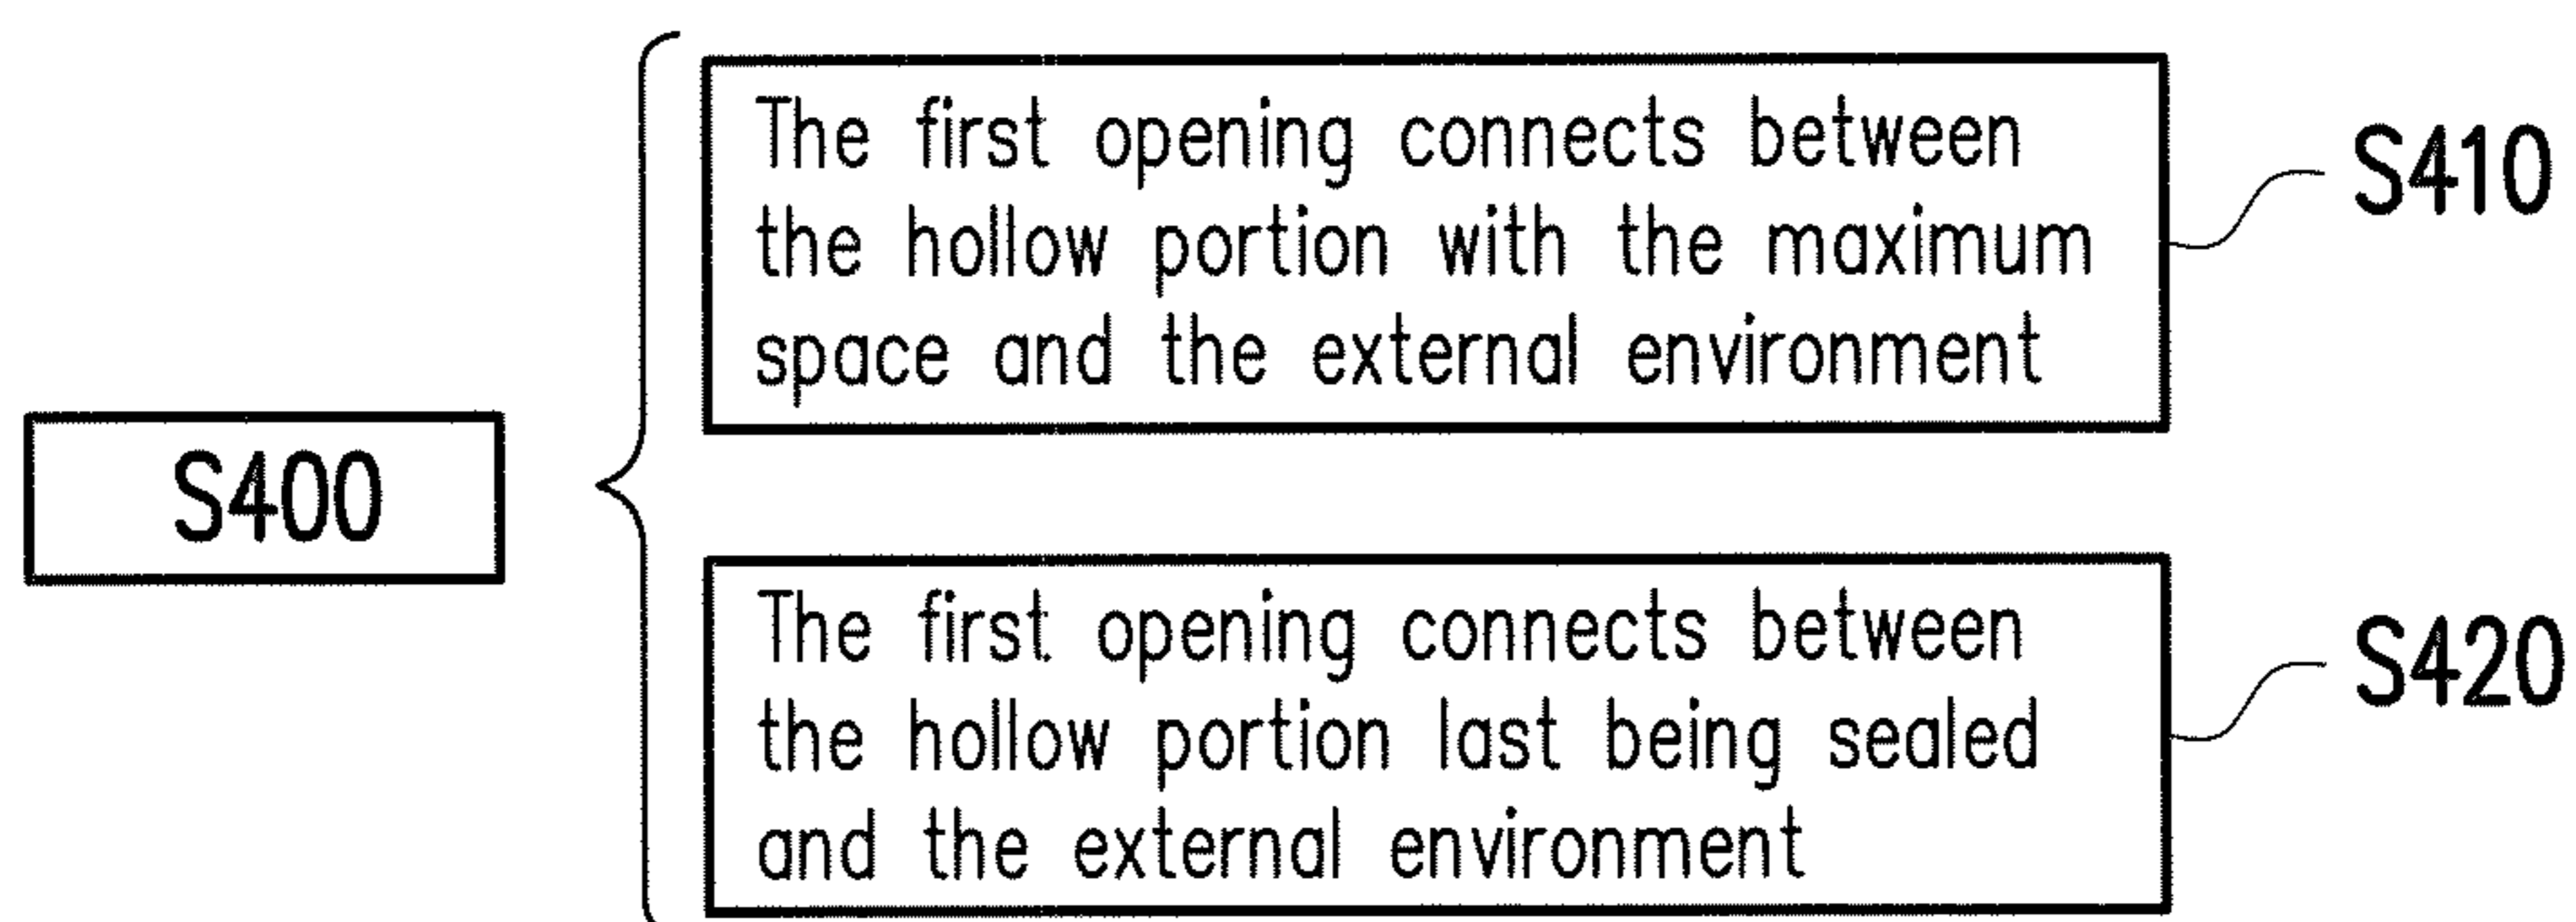 The first opening connects between
the hollow portion with the maximum
space and the external environment
S410
S400
The first opening connects between
the hollow portion last being sealed
and the external environment
S420